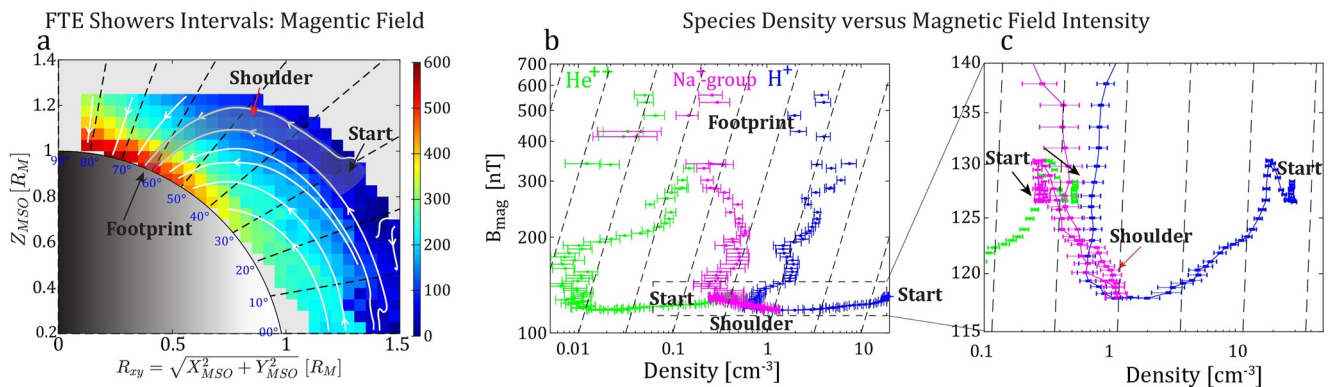 FTE Showers Intervals: Magentic Field
Species Density versus Magnetic Field Intensity
a
1.4
1.2
1
0.8
0.6
0.4
0.2
Z_MSO [R_M]
0
0.5
1.0
1.5
R_xy = √X²_MSO + Y²_MSO [R_M]
Shoulder
Start
Footprint
90°
80°
70°
60°
50°
40°
30°
20°
10°
00°
600
500
400
300
200
100
0
b
700
600
500
400
300
200
100
B_mag [nT]
He⁺⁺
Na⁺-group
H⁺
Footprint
Start
Start
Shoulder
0.01
0.1
1
10
Density [cm⁻³]
c
140
135
130
125
120
115
Start
Start
Shoulder
0.1
1
10
Density [cm⁻³]